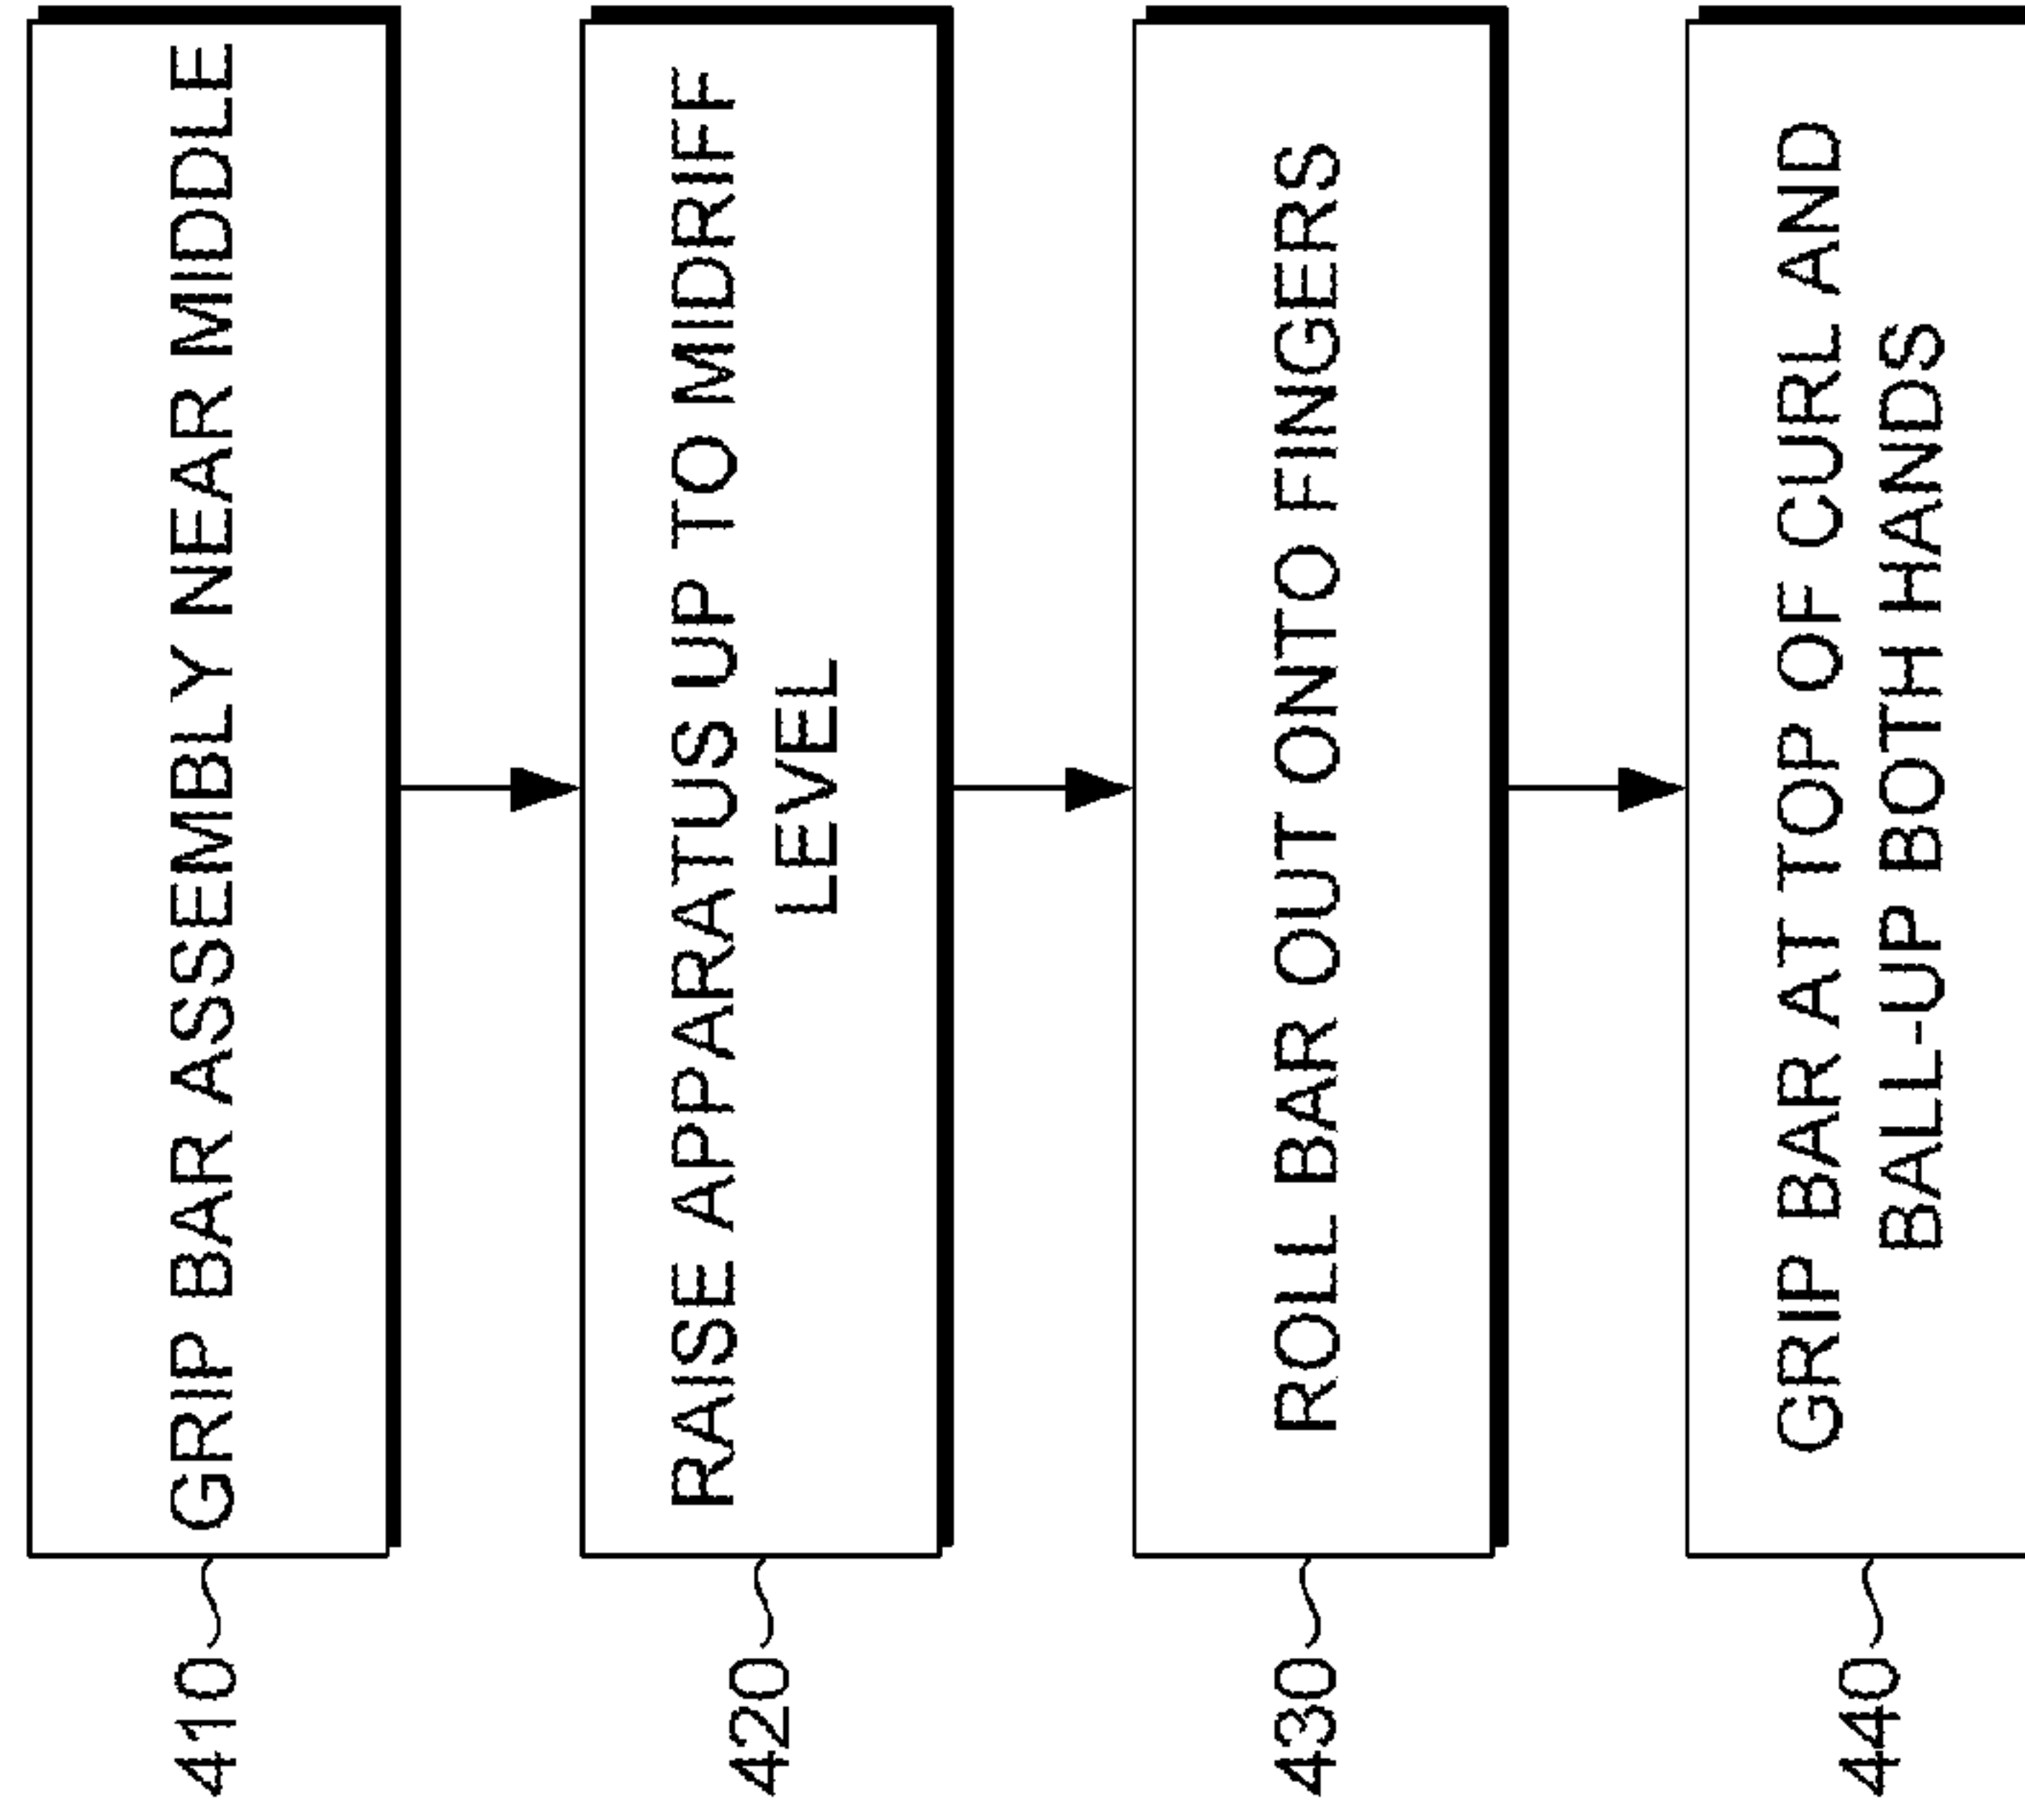 410
GRIP BAR ASSEMBLY NEAR MIDDLE
420
RAISE APPARATUS UP TO MIDRIFF
LEVEL
430
ROLL BAR OUT ONTO FINGERS
440
GRIP BAR AT TOP OF CURL AND
BALL-UP BOTH HANDS